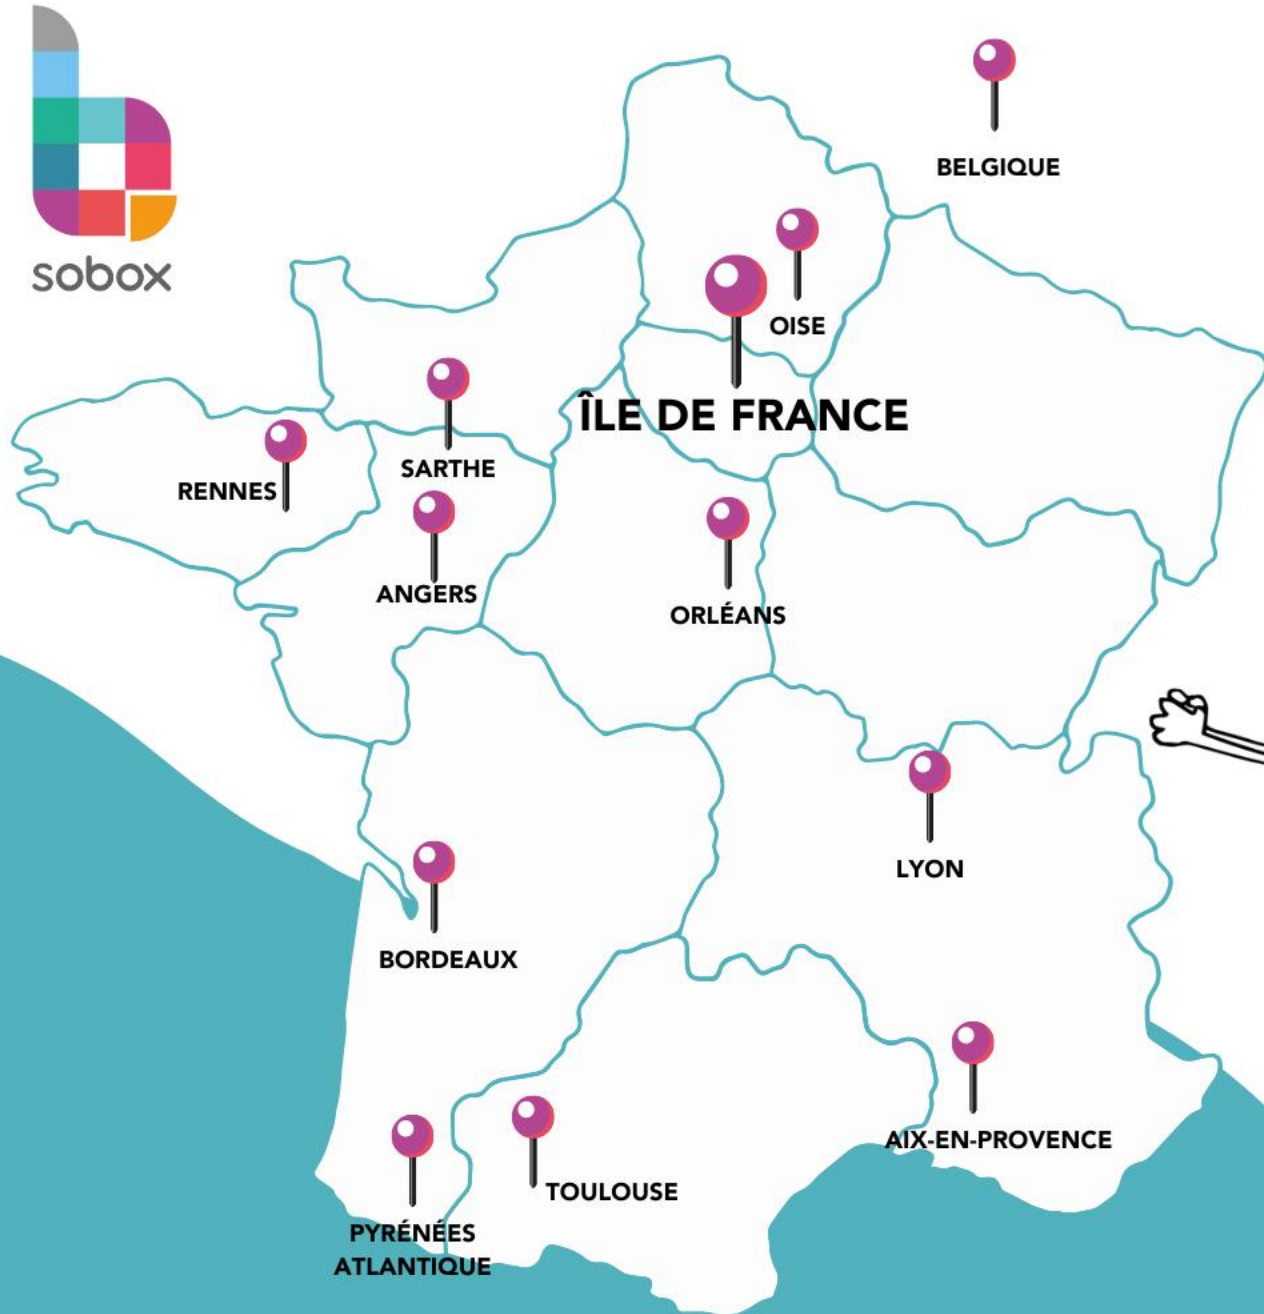 BELGIQUE
sobox
OISE
ÎLE DE FRANCE
SARTHE
RENNES
ANGERS
ORLÉANS
LYON
BORDEAUX
AIX-EN-PROVENCE
TOULOUSE
PYRÉNÉES
ATLANTIQUE